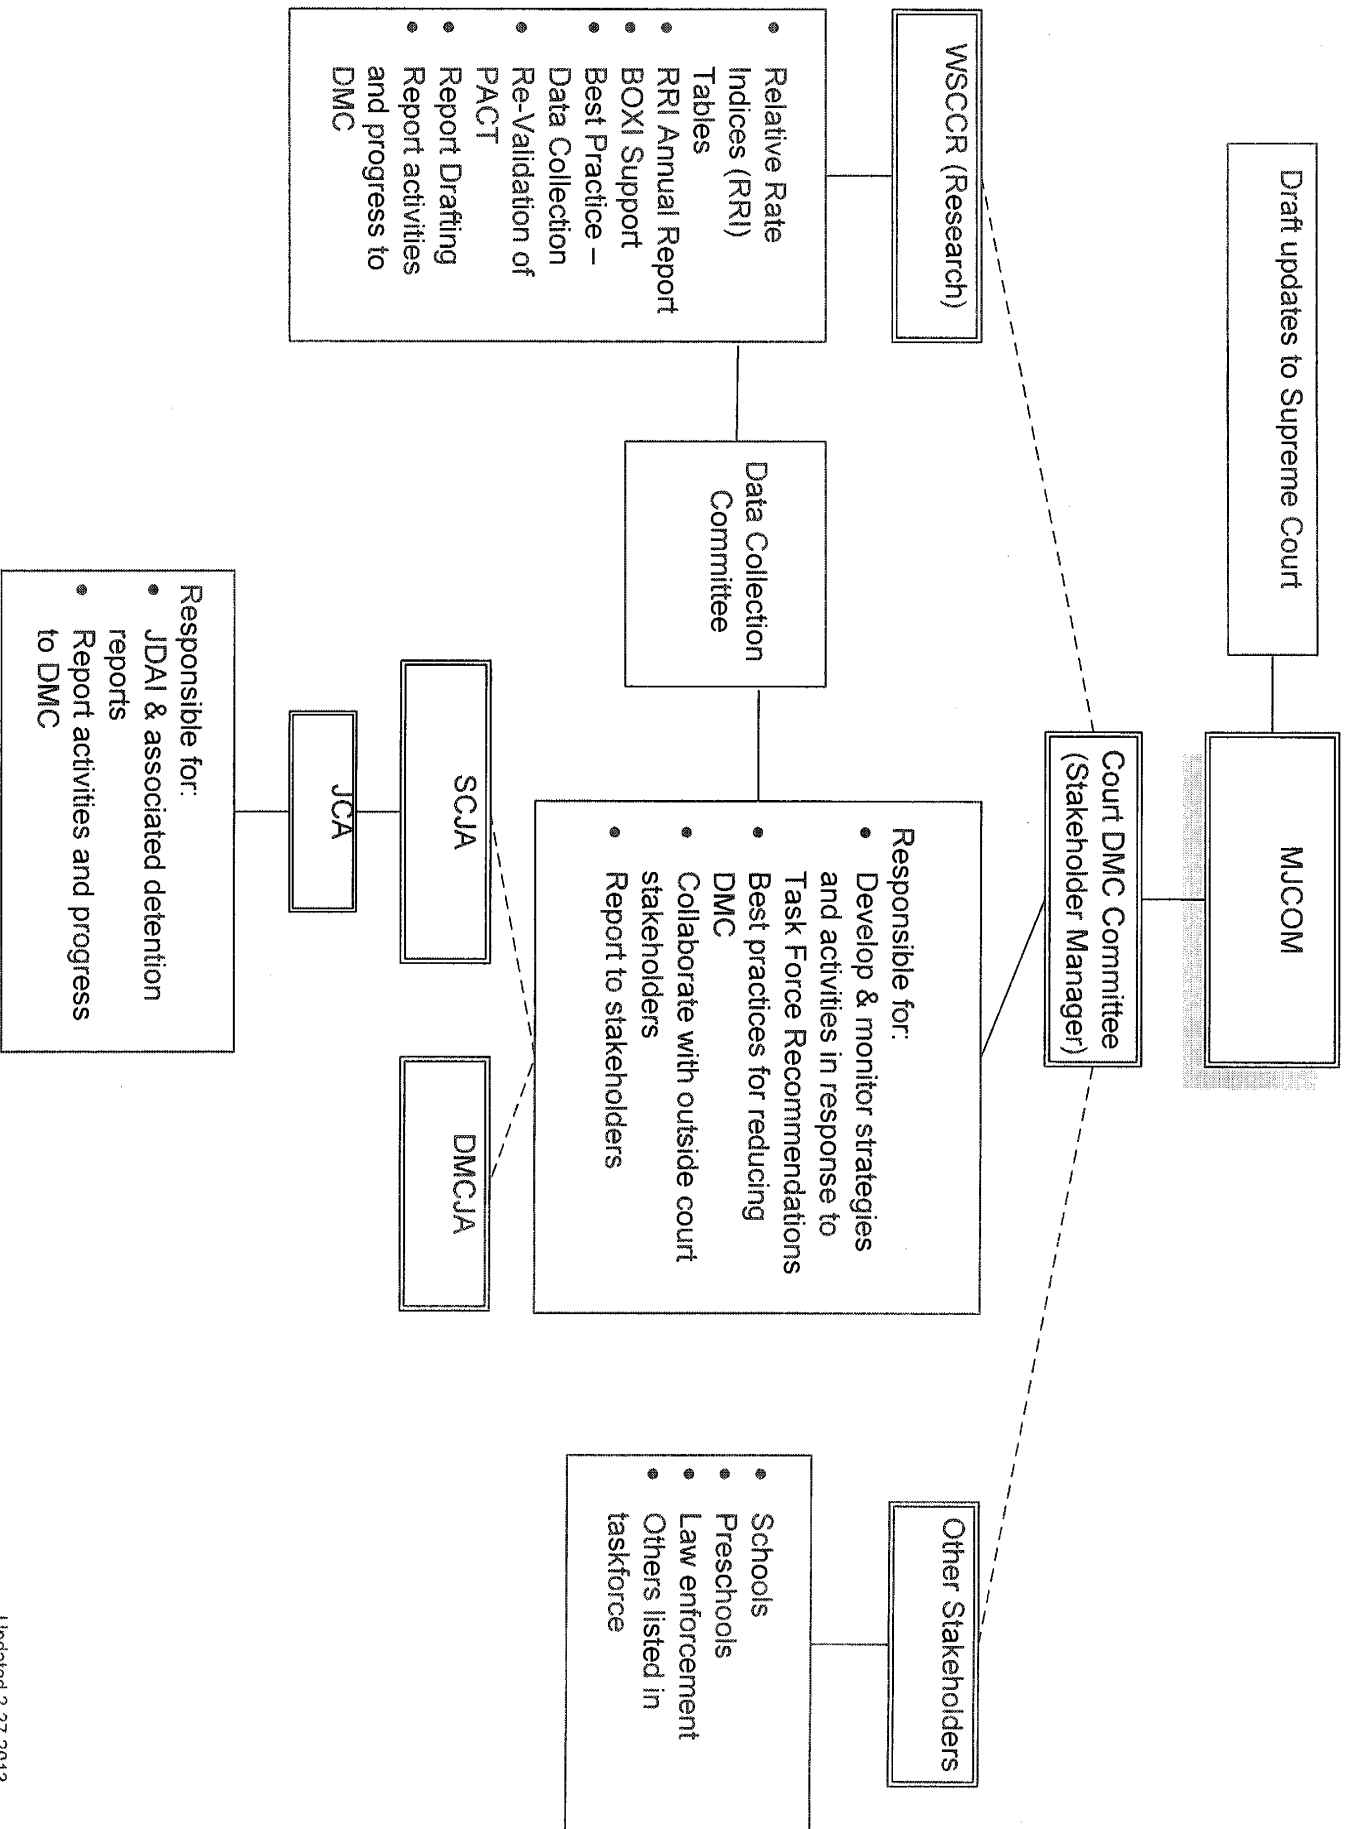 Draft updates to Supreme Court
MJCOM
Court DMC Committee
(Stakeholder Manager)
WSCCR (Research)
Other Stakeholders
• Relative Rate
Indices (RRI)
Tables
• RRI Annual Report
• BOXI Support
• Best Practice –
Data Collection
• Re-Validation of
PACT
• Report Drafting
• Report activities
and progress to
DMC
Data Collection
Committee
Responsible for:
• Develop & monitor strategies
and activities in response to
Task Force Recommendations
• Best practices for reducing
DMC
• Collaborate with outside court
stakeholders
• Report to stakeholders
• Schools
• Preschools
• Law enforcement
• Others listed in
taskforce
SCJA
DMCJA
JCA
Responsible for:
• JDAI & associated detention
reports
• Report activities and progress
to DMC
Updated 2-27-2013